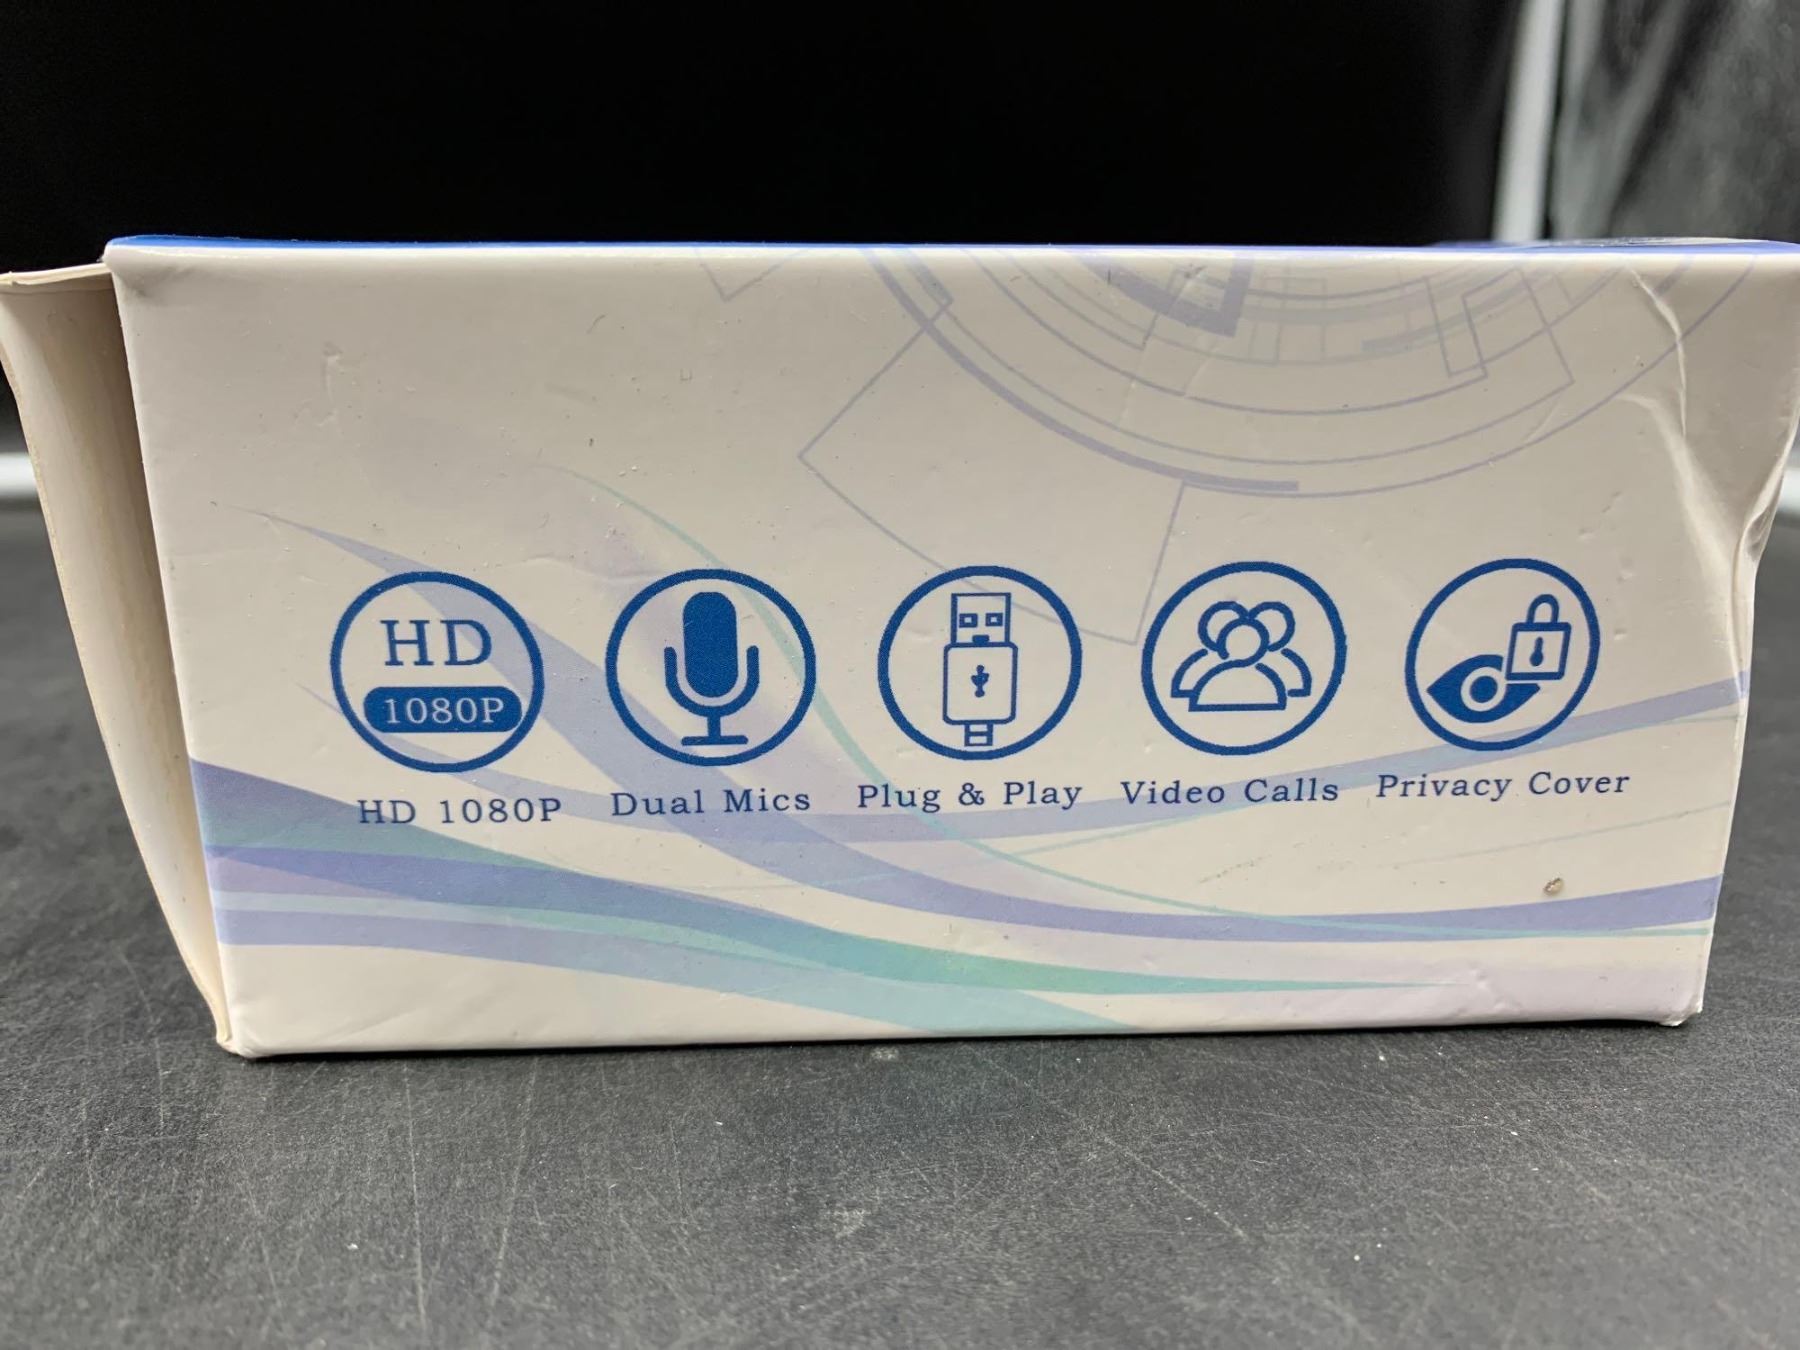 HD
1080P
HD 1080P
Dual Mics
Plug & Play
Video Calls
Privacy Cover